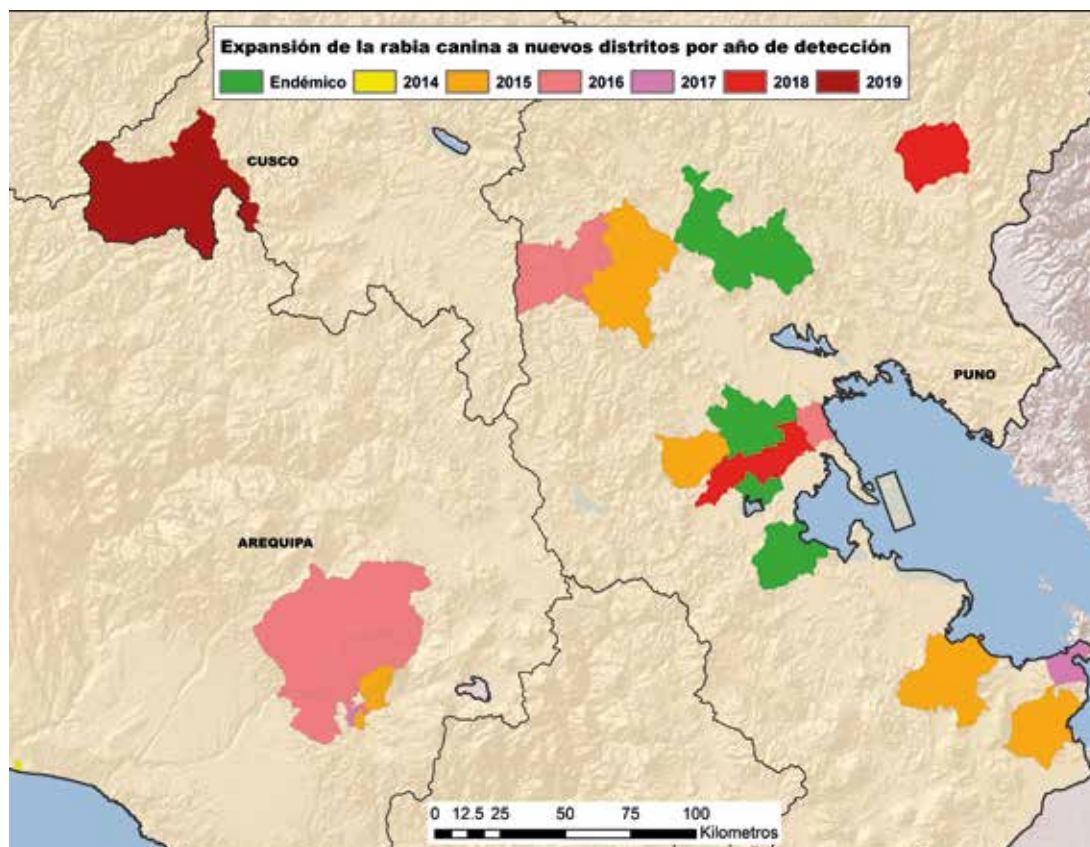 Expansión de la rabia canina a nuevos distritos por año de detección
Endémico 2014 2015 2016 2017 2018 2019
CUSCO
PUNO
AREQUIPA
0 12.5 25 50 75 100
Kilometros